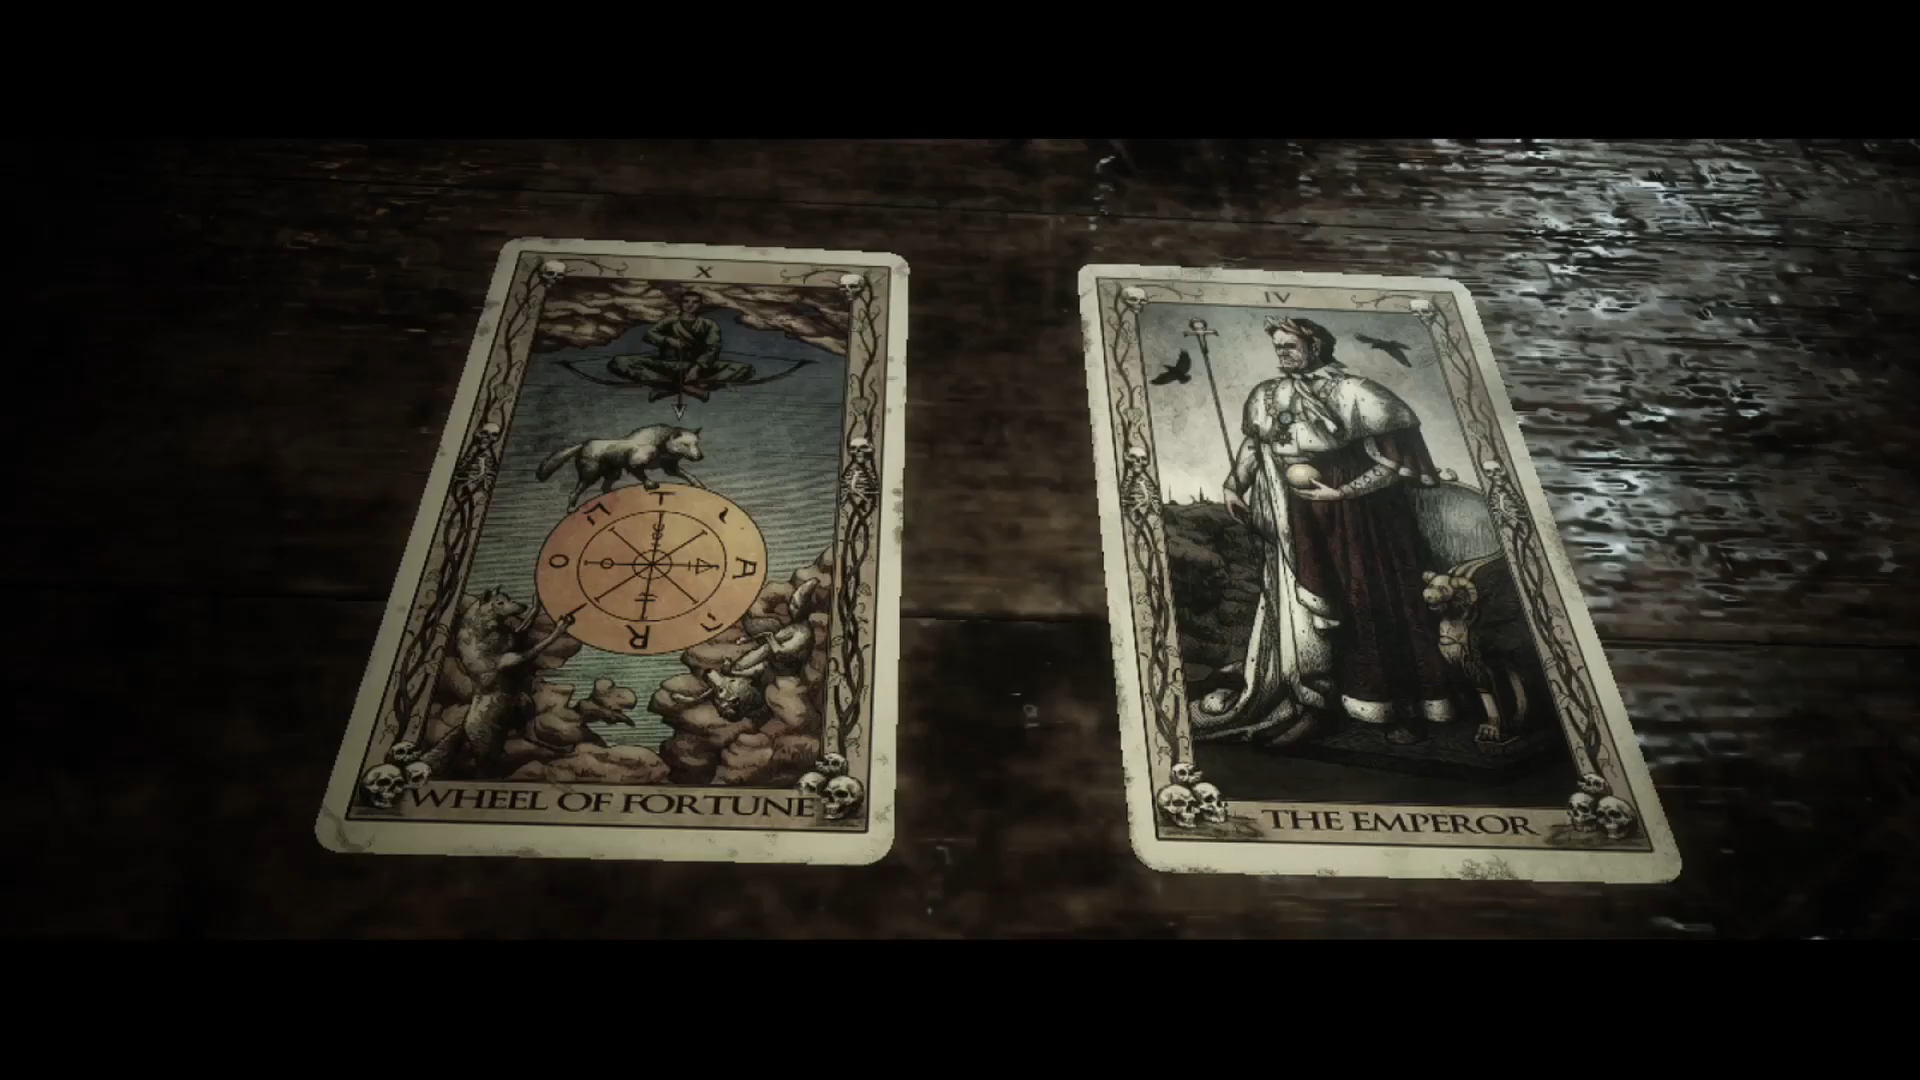 X
WHEEL OF FORTUNE
T
A
R
O
IV
THE EMPEROR